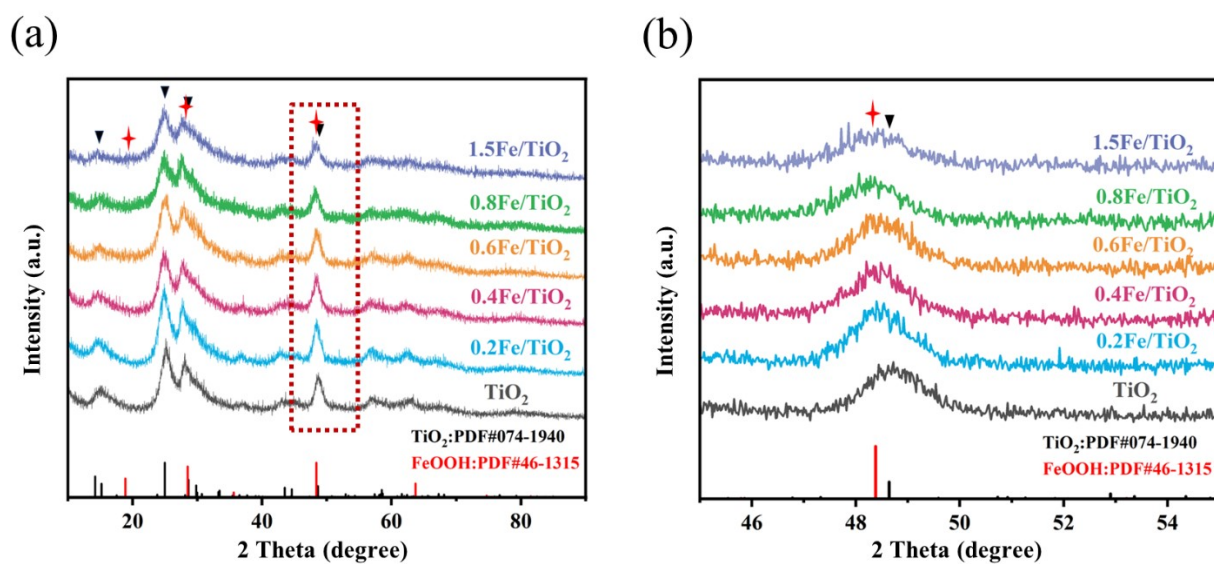 (a)
1.5Fe/TiO₂
0.8Fe/TiO₂
0.6Fe/TiO₂
0.4Fe/TiO₂
0.2Fe/TiO₂
TiO₂
TiO₂:PDF#074-1940
FeOOH:PDF#46-1315
Intensity (a.u.)
20 40 60 80
2 Theta (degree)
(b)
1.5Fe/TiO₂
0.8Fe/TiO₂
0.6Fe/TiO₂
0.4Fe/TiO₂
0.2Fe/TiO₂
TiO₂
TiO₂:PDF#074-1940
FeOOH:PDF#46-1315
Intensity (a.u.)
46 48 50 52 54
2 Theta (degree)